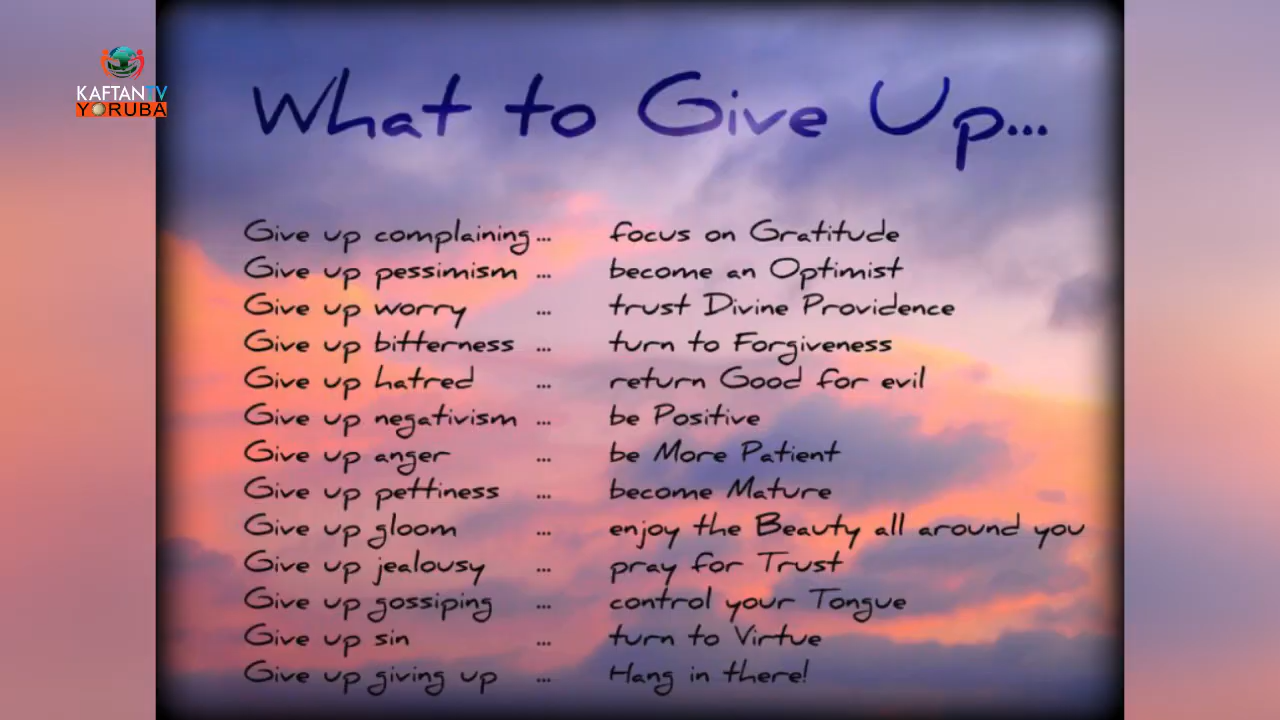 KAFTANTV
YORUBA
What to Give Up...
Give up complaining ... focus on Gratitude
Give up pessimism ... become an Optimist
Give up worry ... trust Divine Providence
Give up bitterness ... turn to Forgiveness
Give up hatred ... return Good for evil
Give up negativism ... be Positive
Give up anger ... be More Patient
Give up pettiness ... become Mature
Give up gloom ... enjoy the Beauty all around you
Give up jealousy ... pray for Trust
Give up gossiping ... control your Tongue
Give up sin ... turn to Virtue
Give up giving up ... Hang in there!